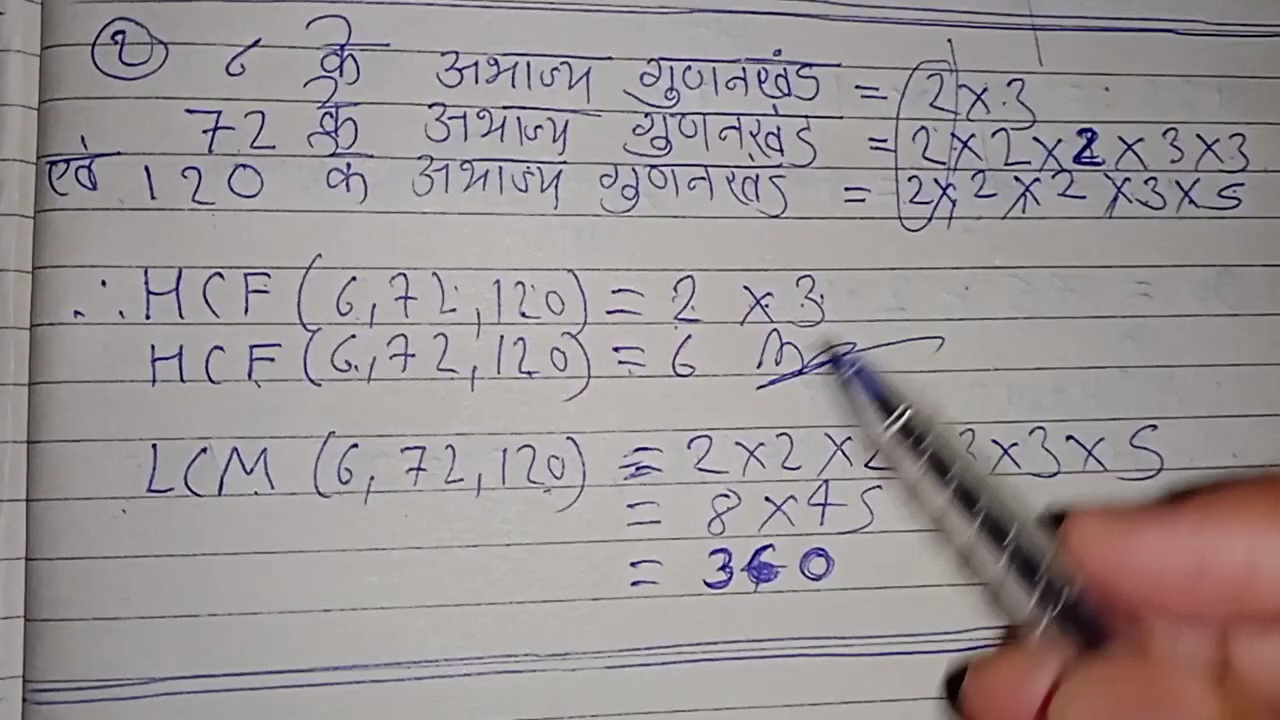 ② 6 के अभाज्य गुणनखंड = 2 × 3
72 के अभाज्य गुणनखंड = 2 × 2 × 2 × 3 × 3
एवं 120 क अभाज्य गुणनखंड = 2 × 2 × 2 × 3 × 5
∴ HCF (6, 72, 120) = 2 × 3
HCF (6, 72, 120) = 6
LCM (6, 72, 120) = 2 × 2 × 2 3 × 3 × 5
= 8 × 45
= 360